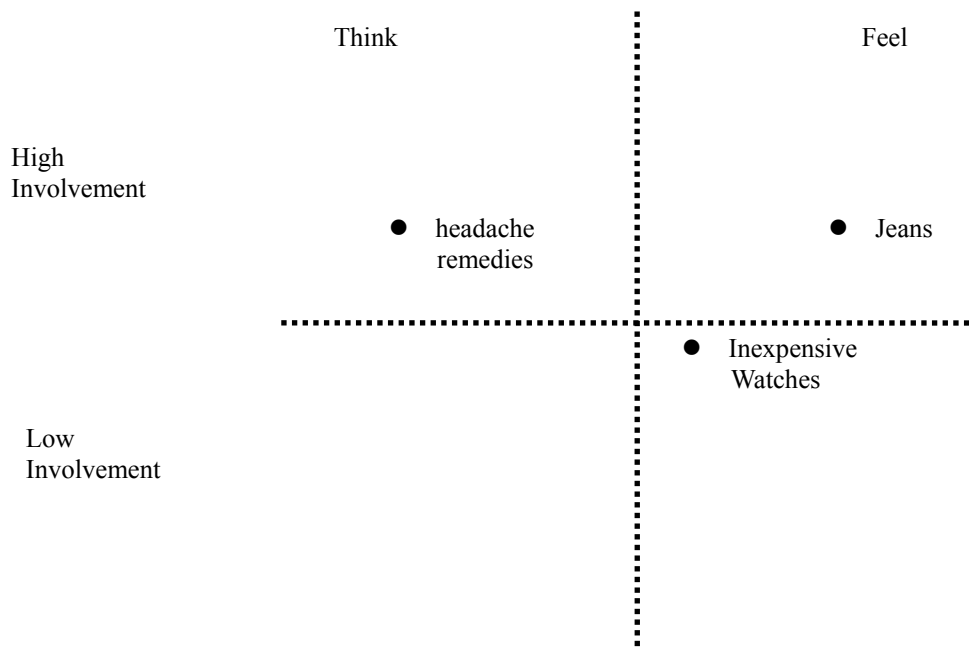 Think
Feel
High
Involvement
headache
remedies
Jeans
Inexpensive
Watches
Low
Involvement